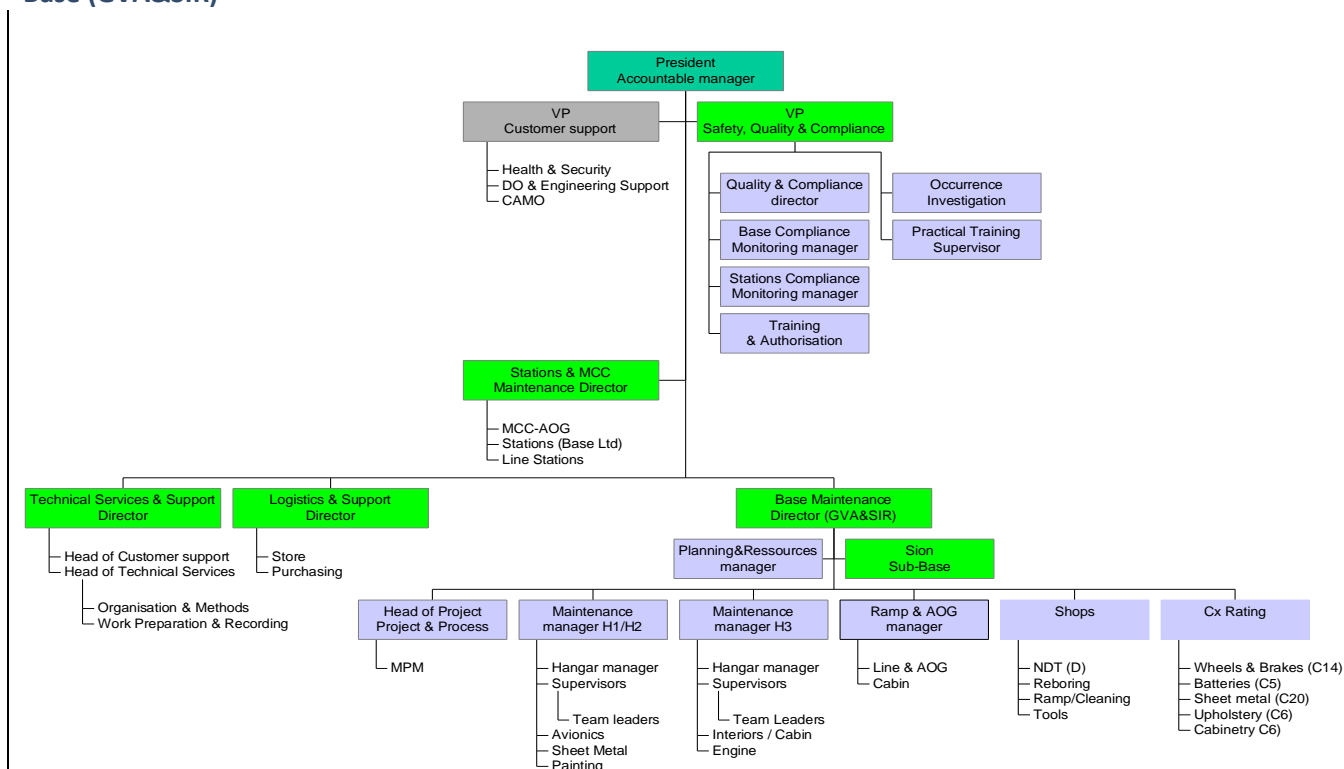 Base (GVA&SIR)
President
Accountable manager
VP
Customer support
VP
Safety, Quality & Compliance
Health & Security
DO & Engineering Support
CAMO
Quality & Compliance
director
Occurrence
Investigation
Base Compliance
Monitoring manager
Practical Training
Supervisor
Stations Compliance
Monitoring manager
Training
& Authorisation
Stations & MCC
Maintenance Director
MCC-AOG
Stations (Base Ltd)
Line Stations
Technical Services & Support
Director
Logistics & Support
Director
Base Maintenance
Director (GVA&SIR)
Head of Customer support
Head of Technical Services
Organisation & Methods
Work Preparation & Recording
Store
Purchasing
Planning&Ressources
manager
Sion
Sub-Base
Head of Project
Project & Process
MPM
Maintenance
manager H1/H2
Hangar manager
Supervisors
Team leaders
Avionics
Sheet Metal
Painting
Maintenance
manager H3
Hangar manager
Supervisors
Team Leaders
Interiors / Cabin
Engine
Ramp & AOG
manager
Line & AOG
Cabin
Shops
NDT (D)
Reboring
Ramp/Cleaning
Tools
Cx Rating
Wheels & Brakes (C14)
Batteries (C5)
Sheet metal (C20)
Upholstery (C6)
Cabinetry C6)